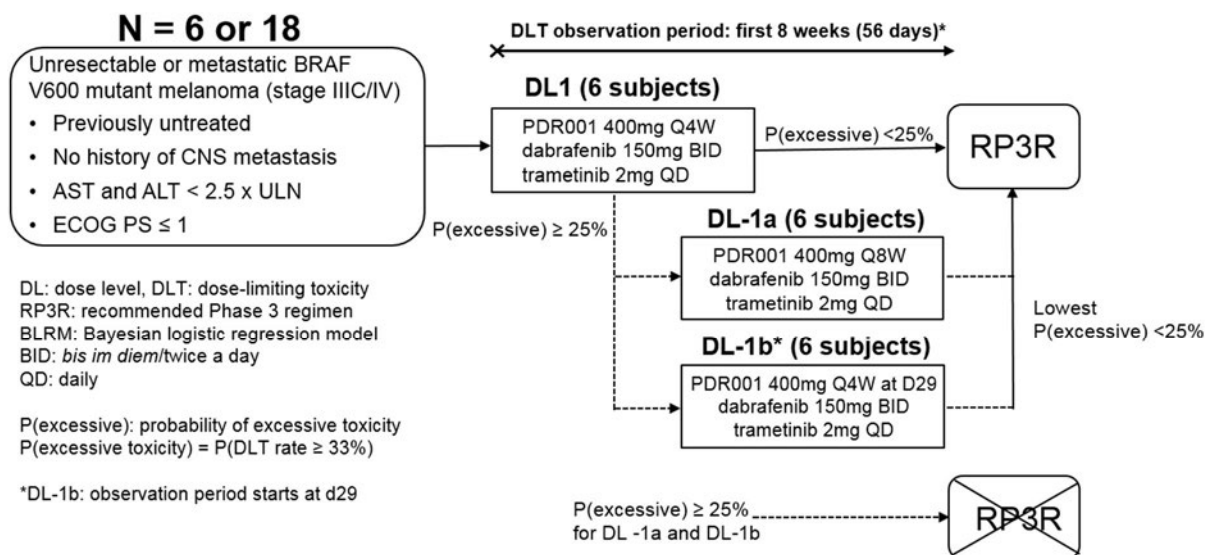 N = 6 or 18
Unresectable or metastatic BRAF
V600 mutant melanoma (stage IIIC/IV)
• Previously untreated
• No history of CNS metastasis
• AST and ALT < 2.5 x ULN
• ECOG PS ≤ 1
DLT observation period: first 8 weeks (56 days)*
DL1 (6 subjects)
PDR001 400mg Q4W
dabrafenib 150mg BID
trametinib 2mg QD
P(excessive) <25%
RP3R
P(excessive) ≥ 25%
DL-1a (6 subjects)
PDR001 400mg Q8W
dabrafenib 150mg BID
trametinib 2mg QD
DL-1b* (6 subjects)
PDR001 400mg Q4W at D29
dabrafenib 150mg BID
trametinib 2mg QD
Lowest
P(excessive) <25%
DL: dose level, DLT: dose-limiting toxicity
RP3R: recommended Phase 3 regimen
BLRM: Bayesian logistic regression model
BID: bis im diem/twice a day
QD: daily
P(excessive): probability of excessive toxicity
P(excessive toxicity) = P(DLT rate ≥ 33%)
*DL-1b: observation period starts at d29
P(excessive) ≥ 25%
for DL -1a and DL-1b
RP3R